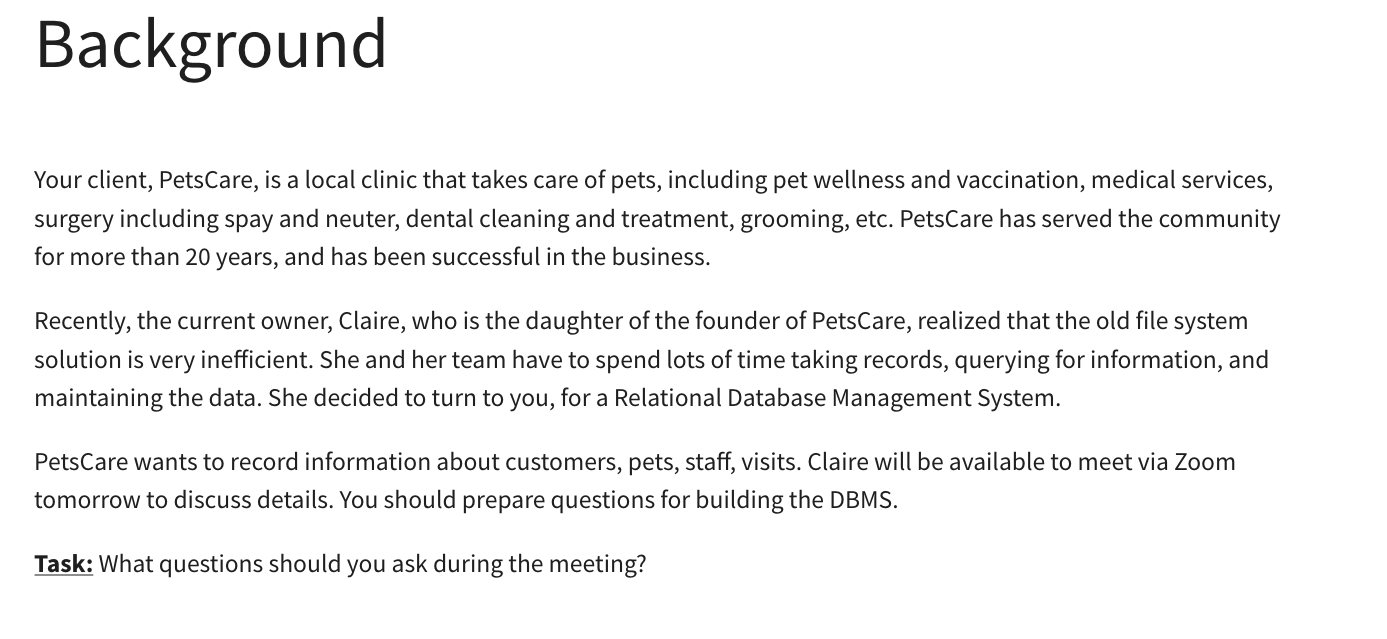 Background
Your client, PetsCare, is a local clinic that takes care of pets, including pet wellness and vaccination, medical services,
surgery including spay and neuter, dental cleaning and treatment, grooming, etc. PetsCare has served the community
for more than 20 years, and has been successful in the business.
Recently, the current owner, Claire, who is the daughter of the founder of PetsCare, realized that the old file system
solution is very inefficient. She and her team have to spend lots of time taking records, querying for information, and
maintaining the data. She decided to turn to you, for a Relational Database Management System.
PetsCare wants to record information about customers, pets, staff, visits. Claire will be available to meet via Zoom
tomorrow to discuss details. You should prepare questions for building the DBMS.
Task: What questions should you ask during the meeting?